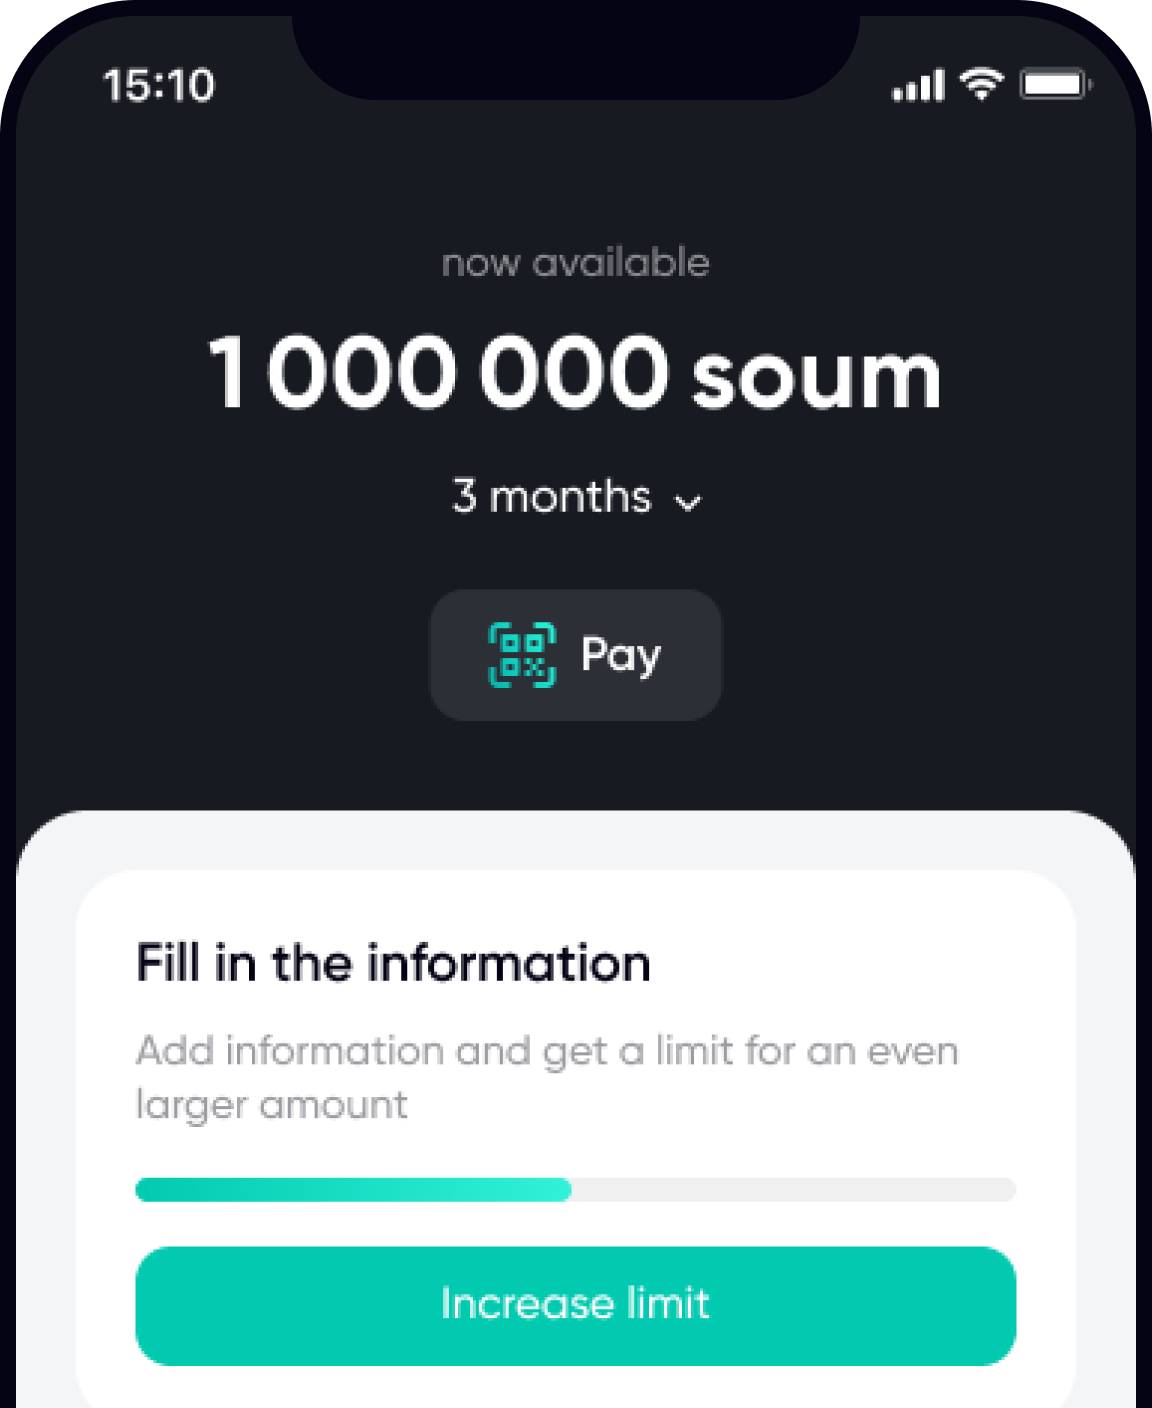 15:10
now available
1 000 000 soum
3 months
Pay
Fill in the information
Add information and get a limit for an even
larger amount
Increase limit